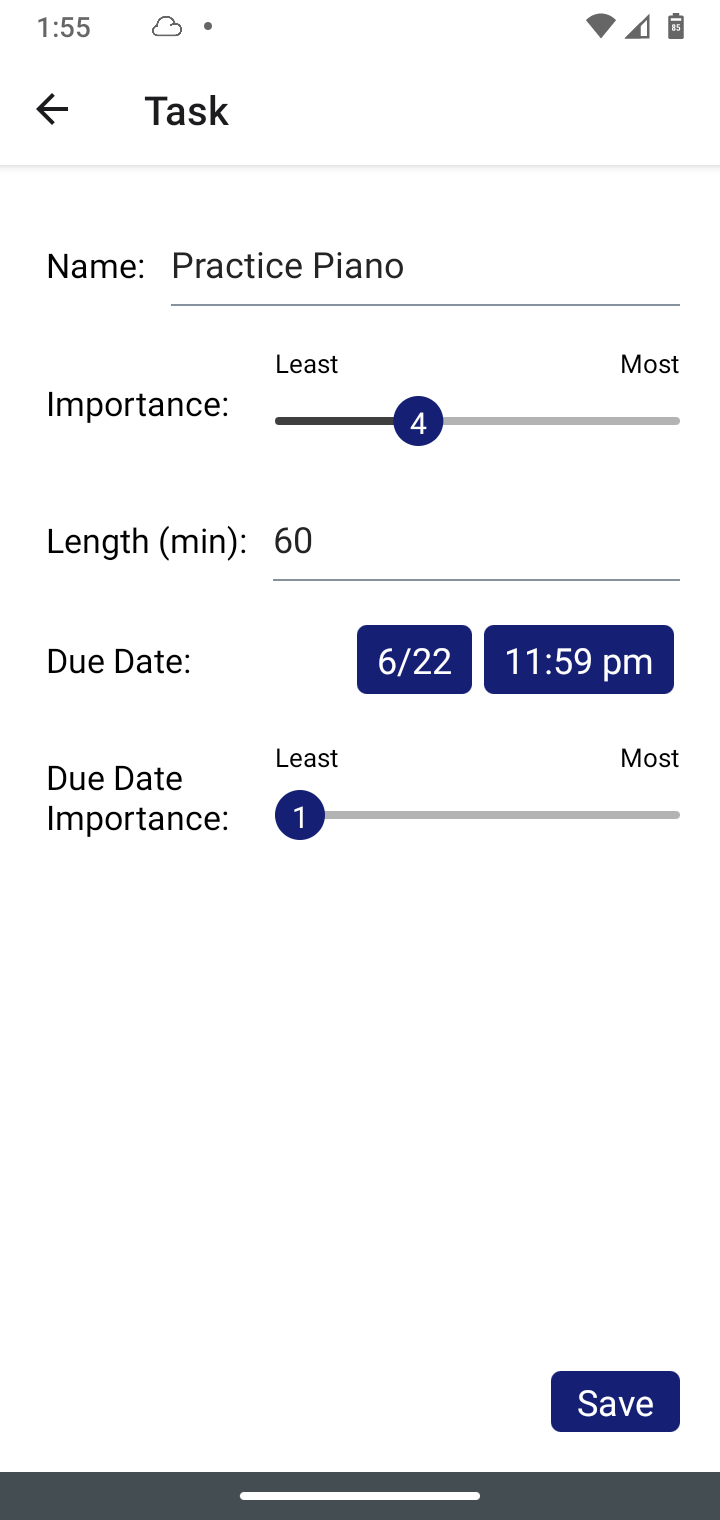 1:55
85
Task
Name: Practice Piano
Least Most
Importance:
4
Length (min): 60
Due Date: 6/22 11:59 pm
Least Most
Due Date
Importance:
1
Save